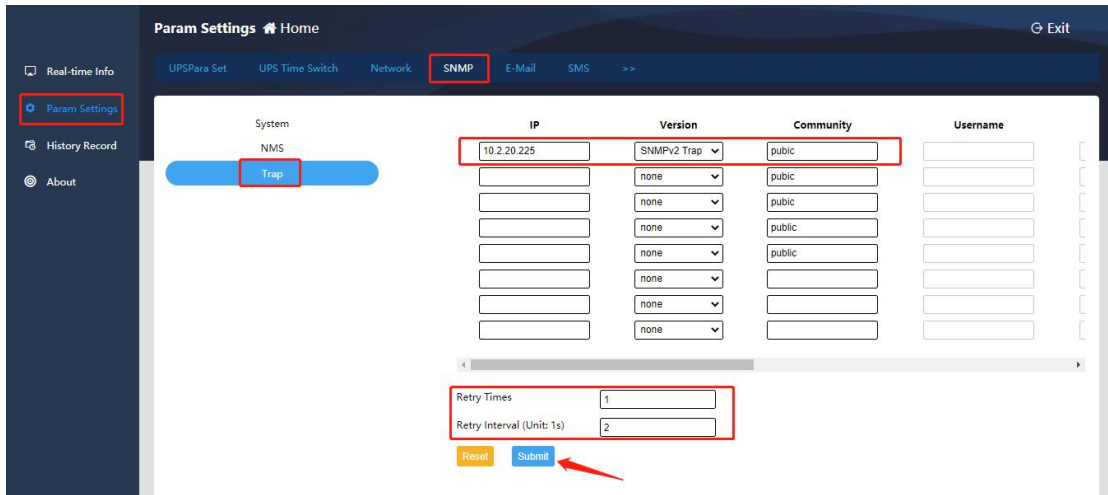 Param Settings Home Exit
Real-time Info
Param Settings
History Record
About
UPSPara Set UPS Time Switch Network SNMP E-Mail SMS >>
System
NMS
Trap
IP Version Community Username
10.2.20.225 SNMPv2 Trap pubic
none pubic
none pubic
none public
none public
none
none
none
Retry Times 1
Retry Interval (Unit: 1s) 2
Reset Submit